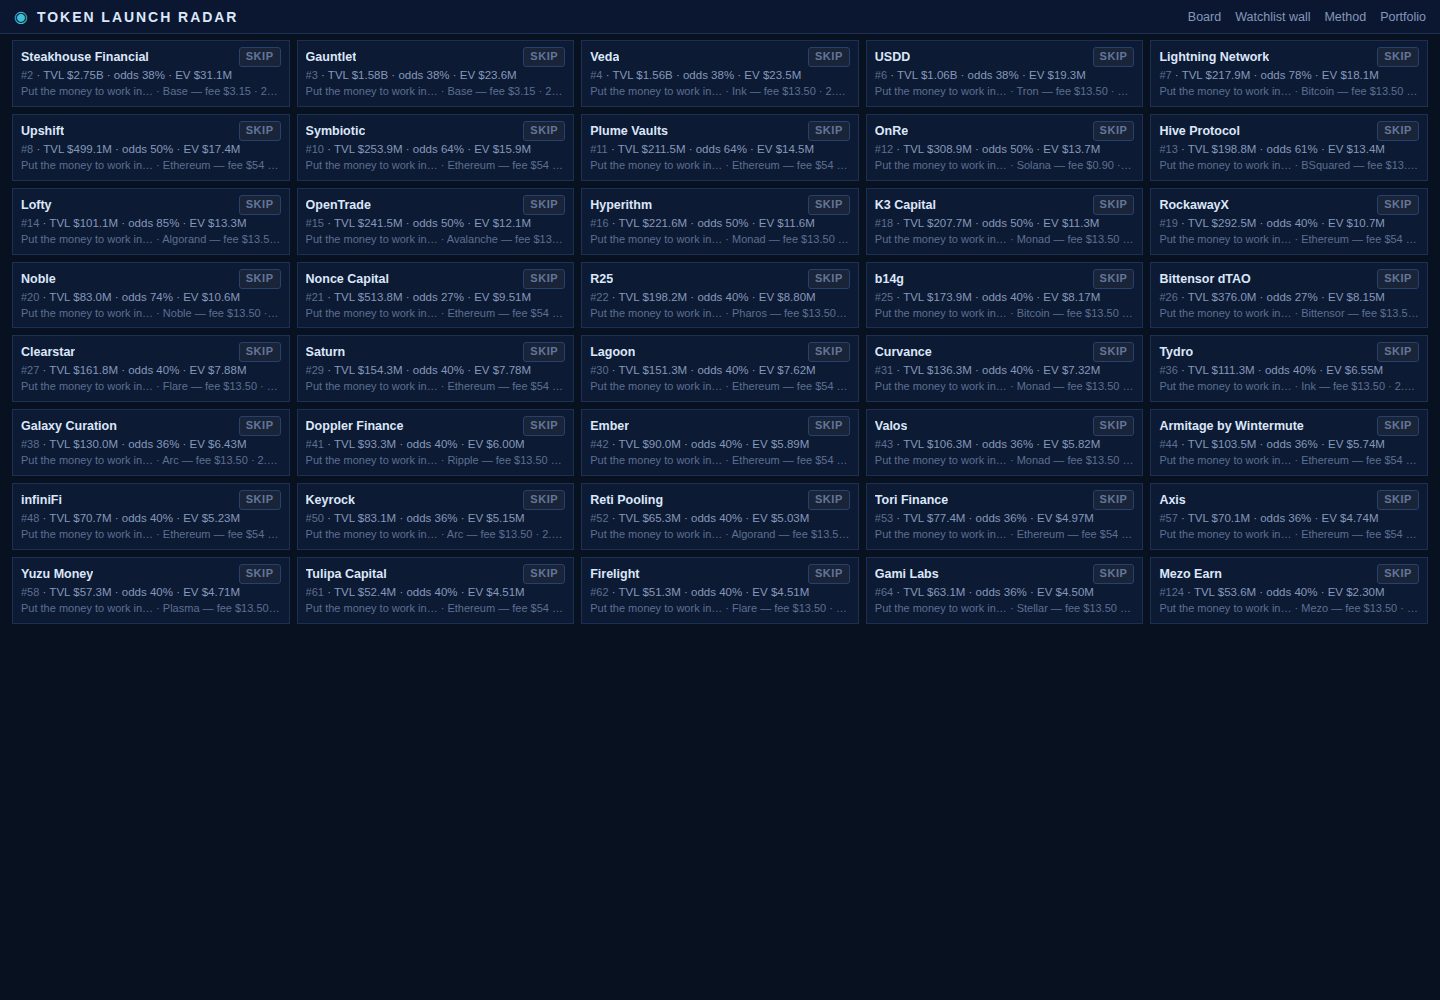 ◉ TOKEN LAUNCH RADAR
Board Watchlist wall Method Portfolio
Steakhouse Financial SKIP
#2 · TVL $2.75B · odds 38% · EV $31.1M
Put the money to work in… · Base — fee $3.15 · 2…
Gauntlet SKIP
#3 · TVL $1.58B · odds 38% · EV $23.6M
Put the money to work in… · Base — fee $3.15 · 2…
Veda SKIP
#4 · TVL $1.56B · odds 38% · EV $23.5M
Put the money to work in… · Ink — fee $13.50 · 2.…
USDD SKIP
#6 · TVL $1.06B · odds 38% · EV $19.3M
Put the money to work in… · Tron — fee $13.50 · …
Lightning Network SKIP
#7 · TVL $217.9M · odds 78% · EV $18.1M
Put the money to work in… · Bitcoin — fee $13.50 …
Upshift SKIP
#8 · TVL $499.1M · odds 50% · EV $17.4M
Put the money to work in… · Ethereum — fee $54 …
Symbiotic SKIP
#10 · TVL $253.9M · odds 64% · EV $15.9M
Put the money to work in… · Ethereum — fee $54 …
Plume Vaults SKIP
#11 · TVL $211.5M · odds 64% · EV $14.5M
Put the money to work in… · Ethereum — fee $54 …
OnRe SKIP
#12 · TVL $308.9M · odds 50% · EV $13.7M
Put the money to work in… · Solana — fee $0.90 ·…
Hive Protocol SKIP
#13 · TVL $198.8M · odds 61% · EV $13.4M
Put the money to work in… · BSquared — fee $13.…
Lofty SKIP
#14 · TVL $101.1M · odds 85% · EV $13.3M
Put the money to work in… · Algorand — fee $13.5…
OpenTrade SKIP
#15 · TVL $241.5M · odds 50% · EV $12.1M
Put the money to work in… · Avalanche — fee $13…
Hyperithm SKIP
#16 · TVL $221.6M · odds 50% · EV $11.6M
Put the money to work in… · Monad — fee $13.50 …
K3 Capital SKIP
#18 · TVL $207.7M · odds 50% · EV $11.3M
Put the money to work in… · Monad — fee $13.50 …
RockawayX SKIP
#19 · TVL $292.5M · odds 40% · EV $10.7M
Put the money to work in… · Ethereum — fee $54 …
Noble SKIP
#20 · TVL $83.0M · odds 74% · EV $10.6M
Put the money to work in… · Noble — fee $13.50 ·…
Nonce Capital SKIP
#21 · TVL $513.8M · odds 27% · EV $9.51M
Put the money to work in… · Ethereum — fee $54 …
R25 SKIP
#22 · TVL $198.2M · odds 40% · EV $8.80M
Put the money to work in… · Pharos — fee $13.50…
b14g SKIP
#25 · TVL $173.9M · odds 40% · EV $8.17M
Put the money to work in… · Bitcoin — fee $13.50 …
Bittensor dTAO SKIP
#26 · TVL $376.0M · odds 27% · EV $8.15M
Put the money to work in… · Bittensor — fee $13.5…
Clearstar SKIP
#27 · TVL $161.8M · odds 40% · EV $7.88M
Put the money to work in… · Flare — fee $13.50 · …
Saturn SKIP
#29 · TVL $154.3M · odds 40% · EV $7.78M
Put the money to work in… · Ethereum — fee $54 …
Lagoon SKIP
#30 · TVL $151.3M · odds 40% · EV $7.62M
Put the money to work in… · Ethereum — fee $54 …
Curvance SKIP
#31 · TVL $136.3M · odds 40% · EV $7.32M
Put the money to work in… · Monad — fee $13.50 …
Tydro SKIP
#36 · TVL $111.3M · odds 40% · EV $6.55M
Put the money to work in… · Ink — fee $13.50 · 2.…
Galaxy Curation SKIP
#38 · TVL $130.0M · odds 36% · EV $6.43M
Put the money to work in… · Arc — fee $13.50 · 2.…
Doppler Finance SKIP
#41 · TVL $93.3M · odds 40% · EV $6.00M
Put the money to work in… · Ripple — fee $13.50 …
Ember SKIP
#42 · TVL $90.0M · odds 40% · EV $5.89M
Put the money to work in… · Ethereum — fee $54 …
Valos SKIP
#43 · TVL $106.3M · odds 36% · EV $5.82M
Put the money to work in… · Monad — fee $13.50 …
Armitage by Wintermute SKIP
#44 · TVL $103.5M · odds 36% · EV $5.74M
Put the money to work in… · Ethereum — fee $54 …
infiniFi SKIP
#48 · TVL $70.7M · odds 40% · EV $5.23M
Put the money to work in… · Ethereum — fee $54 …
Keyrock SKIP
#50 · TVL $83.1M · odds 36% · EV $5.15M
Put the money to work in… · Arc — fee $13.50 · 2.…
Reti Pooling SKIP
#52 · TVL $65.3M · odds 40% · EV $5.03M
Put the money to work in… · Algorand — fee $13.5…
Tori Finance SKIP
#53 · TVL $77.4M · odds 36% · EV $4.97M
Put the money to work in… · Ethereum — fee $54 …
Axis SKIP
#57 · TVL $70.1M · odds 36% · EV $4.74M
Put the money to work in… · Ethereum — fee $54 …
Yuzu Money SKIP
#58 · TVL $57.3M · odds 40% · EV $4.71M
Put the money to work in… · Plasma — fee $13.50…
Tulipa Capital SKIP
#61 · TVL $52.4M · odds 40% · EV $4.51M
Put the money to work in… · Ethereum — fee $54 …
Firelight SKIP
#62 · TVL $51.3M · odds 40% · EV $4.51M
Put the money to work in… · Flare — fee $13.50 · …
Gami Labs SKIP
#64 · TVL $63.1M · odds 36% · EV $4.50M
Put the money to work in… · Stellar — fee $13.50 …
Mezo Earn SKIP
#124 · TVL $53.6M · odds 40% · EV $2.30M
Put the money to work in… · Mezo — fee $13.50 · …